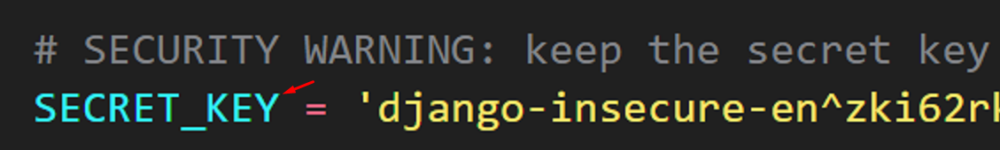 # SECURITY WARNING: keep the secret key
SECRET_KEY = 'django-insecure-en^zki62r